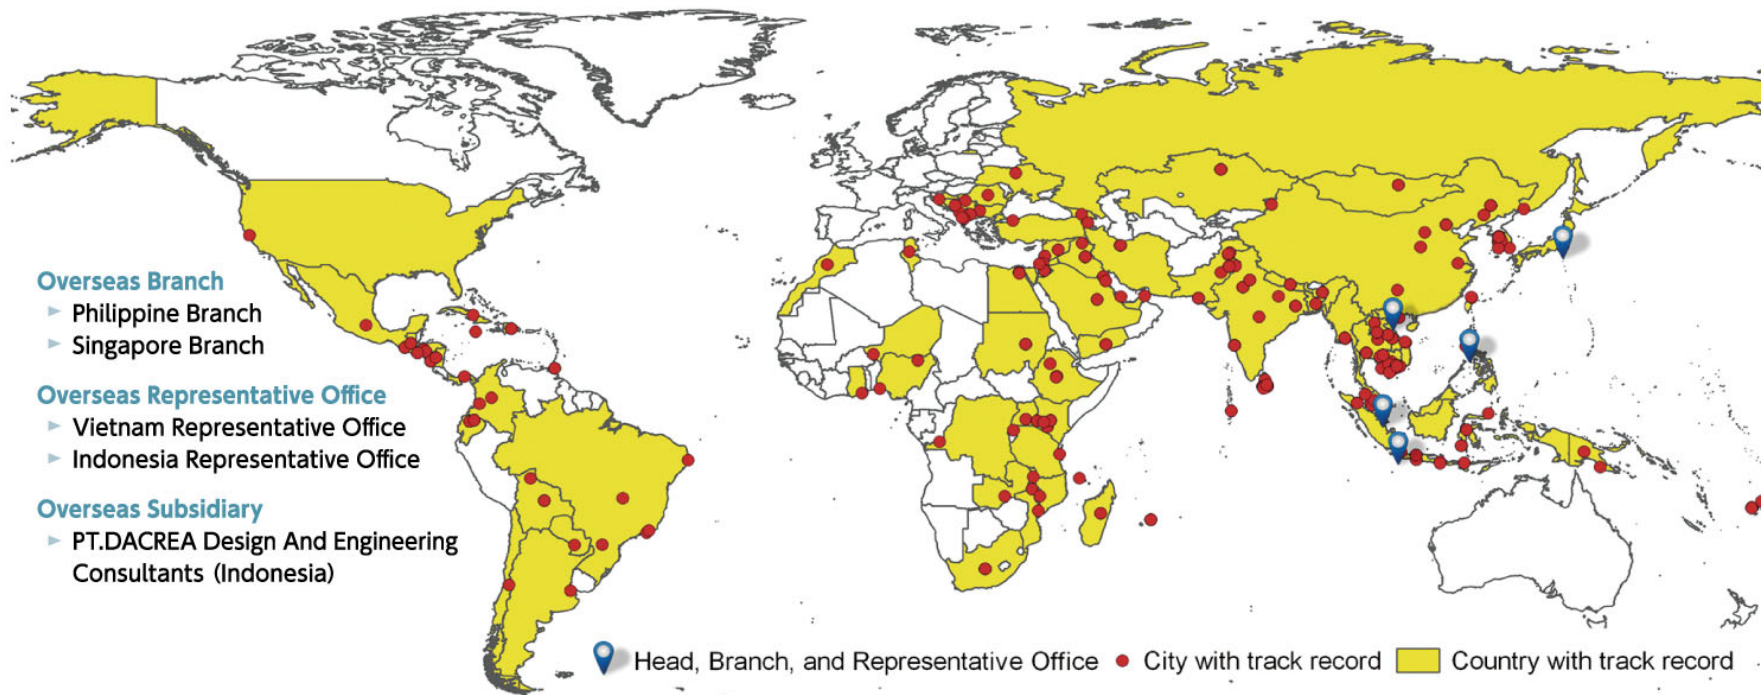 Overseas Branch
► Philippine Branch
► Singapore Branch
Overseas Representative Office
► Vietnam Representative Office
► Indonesia Representative Office
Overseas Subsidiary
► PT.DACREA Design And Engineering
Consultants (Indonesia)
Head, Branch, and Representative Office
City with track record
Country with track record